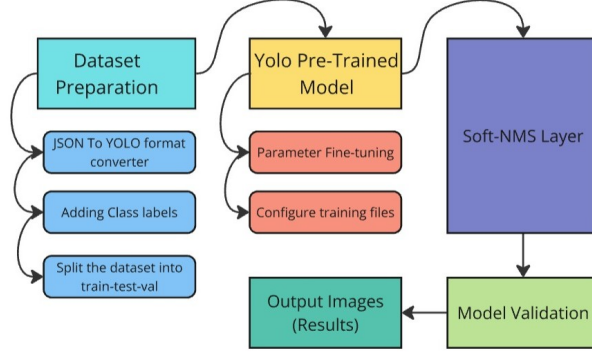 Dataset
Preparation
JSON To YOLO format
converter
Adding Class labels
Split the dataset into
train-test-val
Yolo Pre-Trained
Model
Parameter Fine-tuning
Configure training files
Soft-NMS Layer
Model Validation
Output Images
(Results)